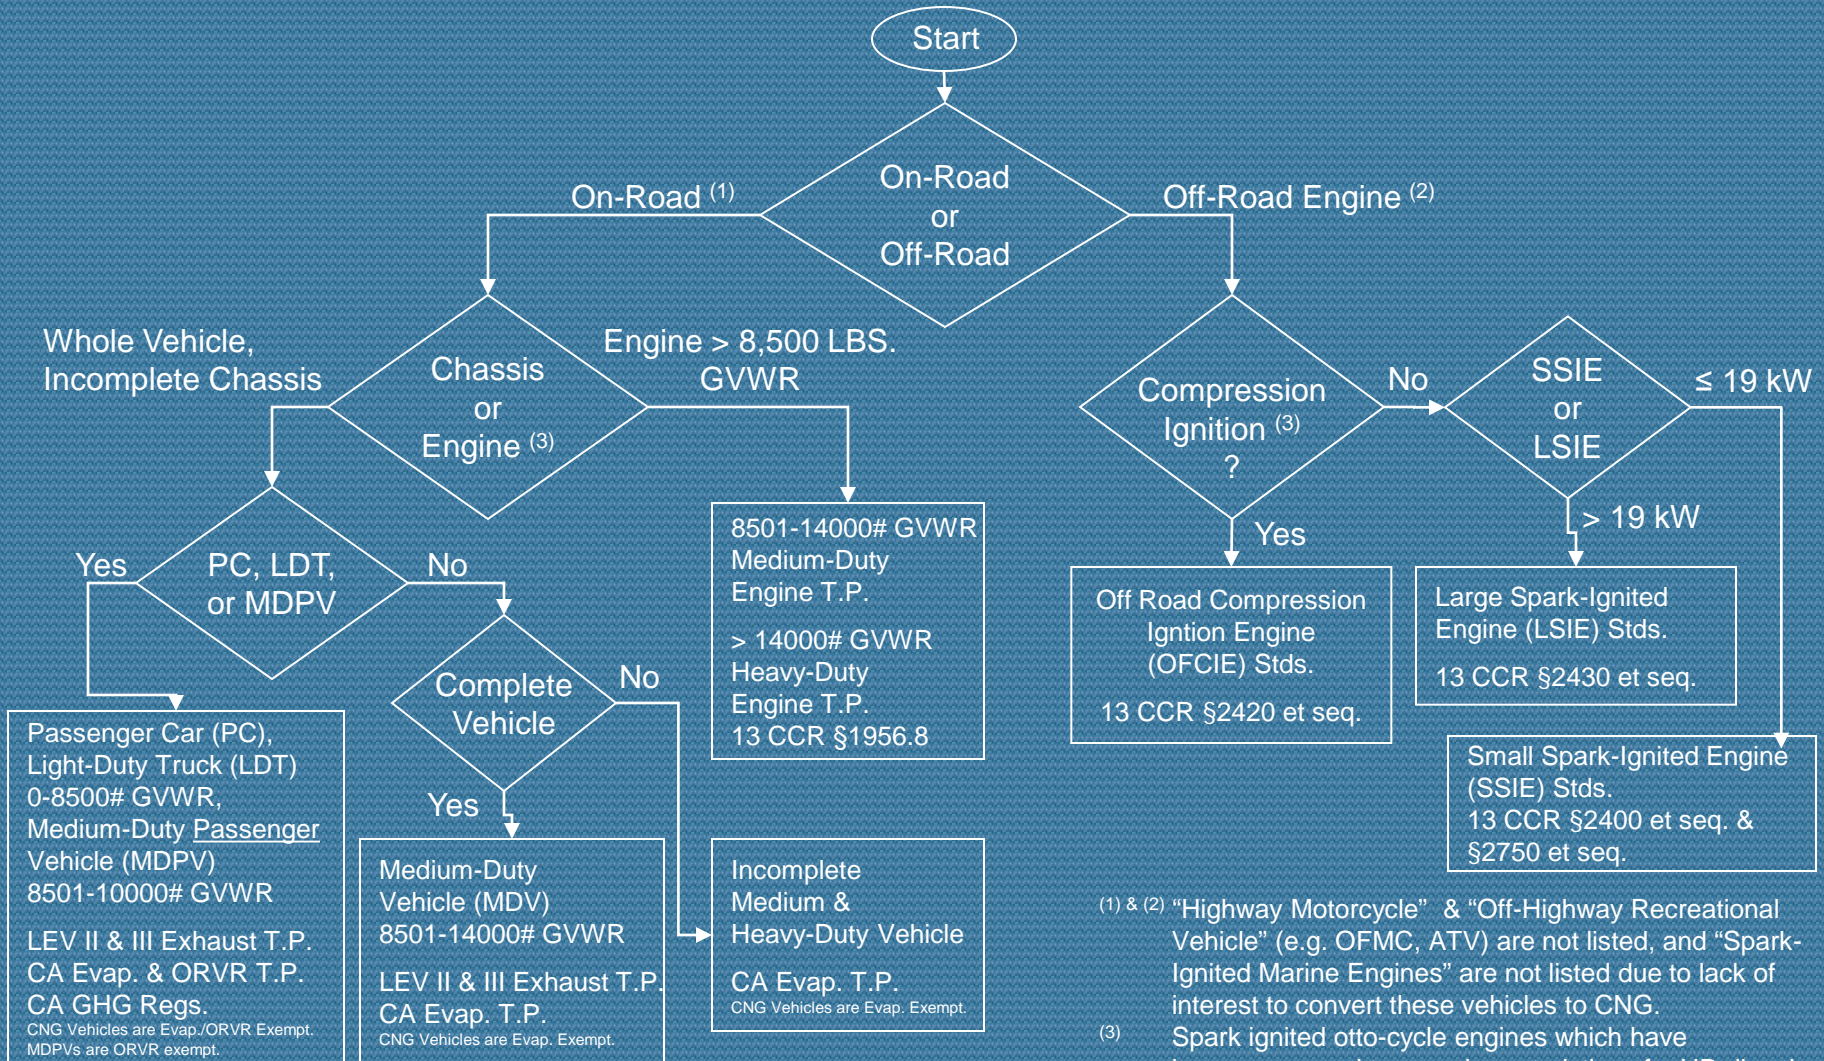 Start
On-Road
or
Off-Road
On-Road (1)
Off-Road Engine (2)
Whole Vehicle,
Incomplete Chassis
Chassis
or
Engine (3)
Engine > 8,500 LBS.
GVWR
Compression
Ignition (3)
?
No
SSIE
or
LSIE
≤ 19 kW
> 19 kW
Yes
Yes
PC, LDT,
or MDPV
No
8501-14000# GVWR
Medium-Duty
Engine T.P.
> 14000# GVWR
Heavy-Duty
Engine T.P.
13 CCR §1956.8
Off Road Compression
Igntion Engine
(OFCIE) Stds.
13 CCR §2420 et seq.
Large Spark-Ignited
Engine (LSIE) Stds.
13 CCR §2430 et seq.
Small Spark-Ignited Engine
(SSIE) Stds.
13 CCR §2400 et seq. &
§2750 et seq.
Complete
Vehicle
No
Yes
Passenger Car (PC),
Light-Duty Truck (LDT)
0-8500# GVWR,
Medium-Duty Passenger
Vehicle (MDPV)
8501-10000# GVWR
LEV II & III Exhaust T.P.
CA Evap. & ORVR T.P.
CA GHG Regs.
CNG Vehicles are Evap./ORVR Exempt.
MDPVs are ORVR exempt.
Medium-Duty
Vehicle (MDV)
8501-14000# GVWR
LEV II & III Exhaust T.P.
CA Evap. T.P.
CNG Vehicles are Evap. Exempt.
Incomplete
Medium &
Heavy-Duty Vehicle
CA Evap. T.P.
CNG Vehicles are Evap. Exempt.
(1) & (2) “Highway Motorcycle” & “Off-Highway Recreational
Vehicle” (e.g. OFMC, ATV) are not listed, and “Spark-
Ignited Marine Engines” are not listed due to lack of
interest to convert these vehicles to CNG.
(3) Spark ignited otto-cycle engines which have